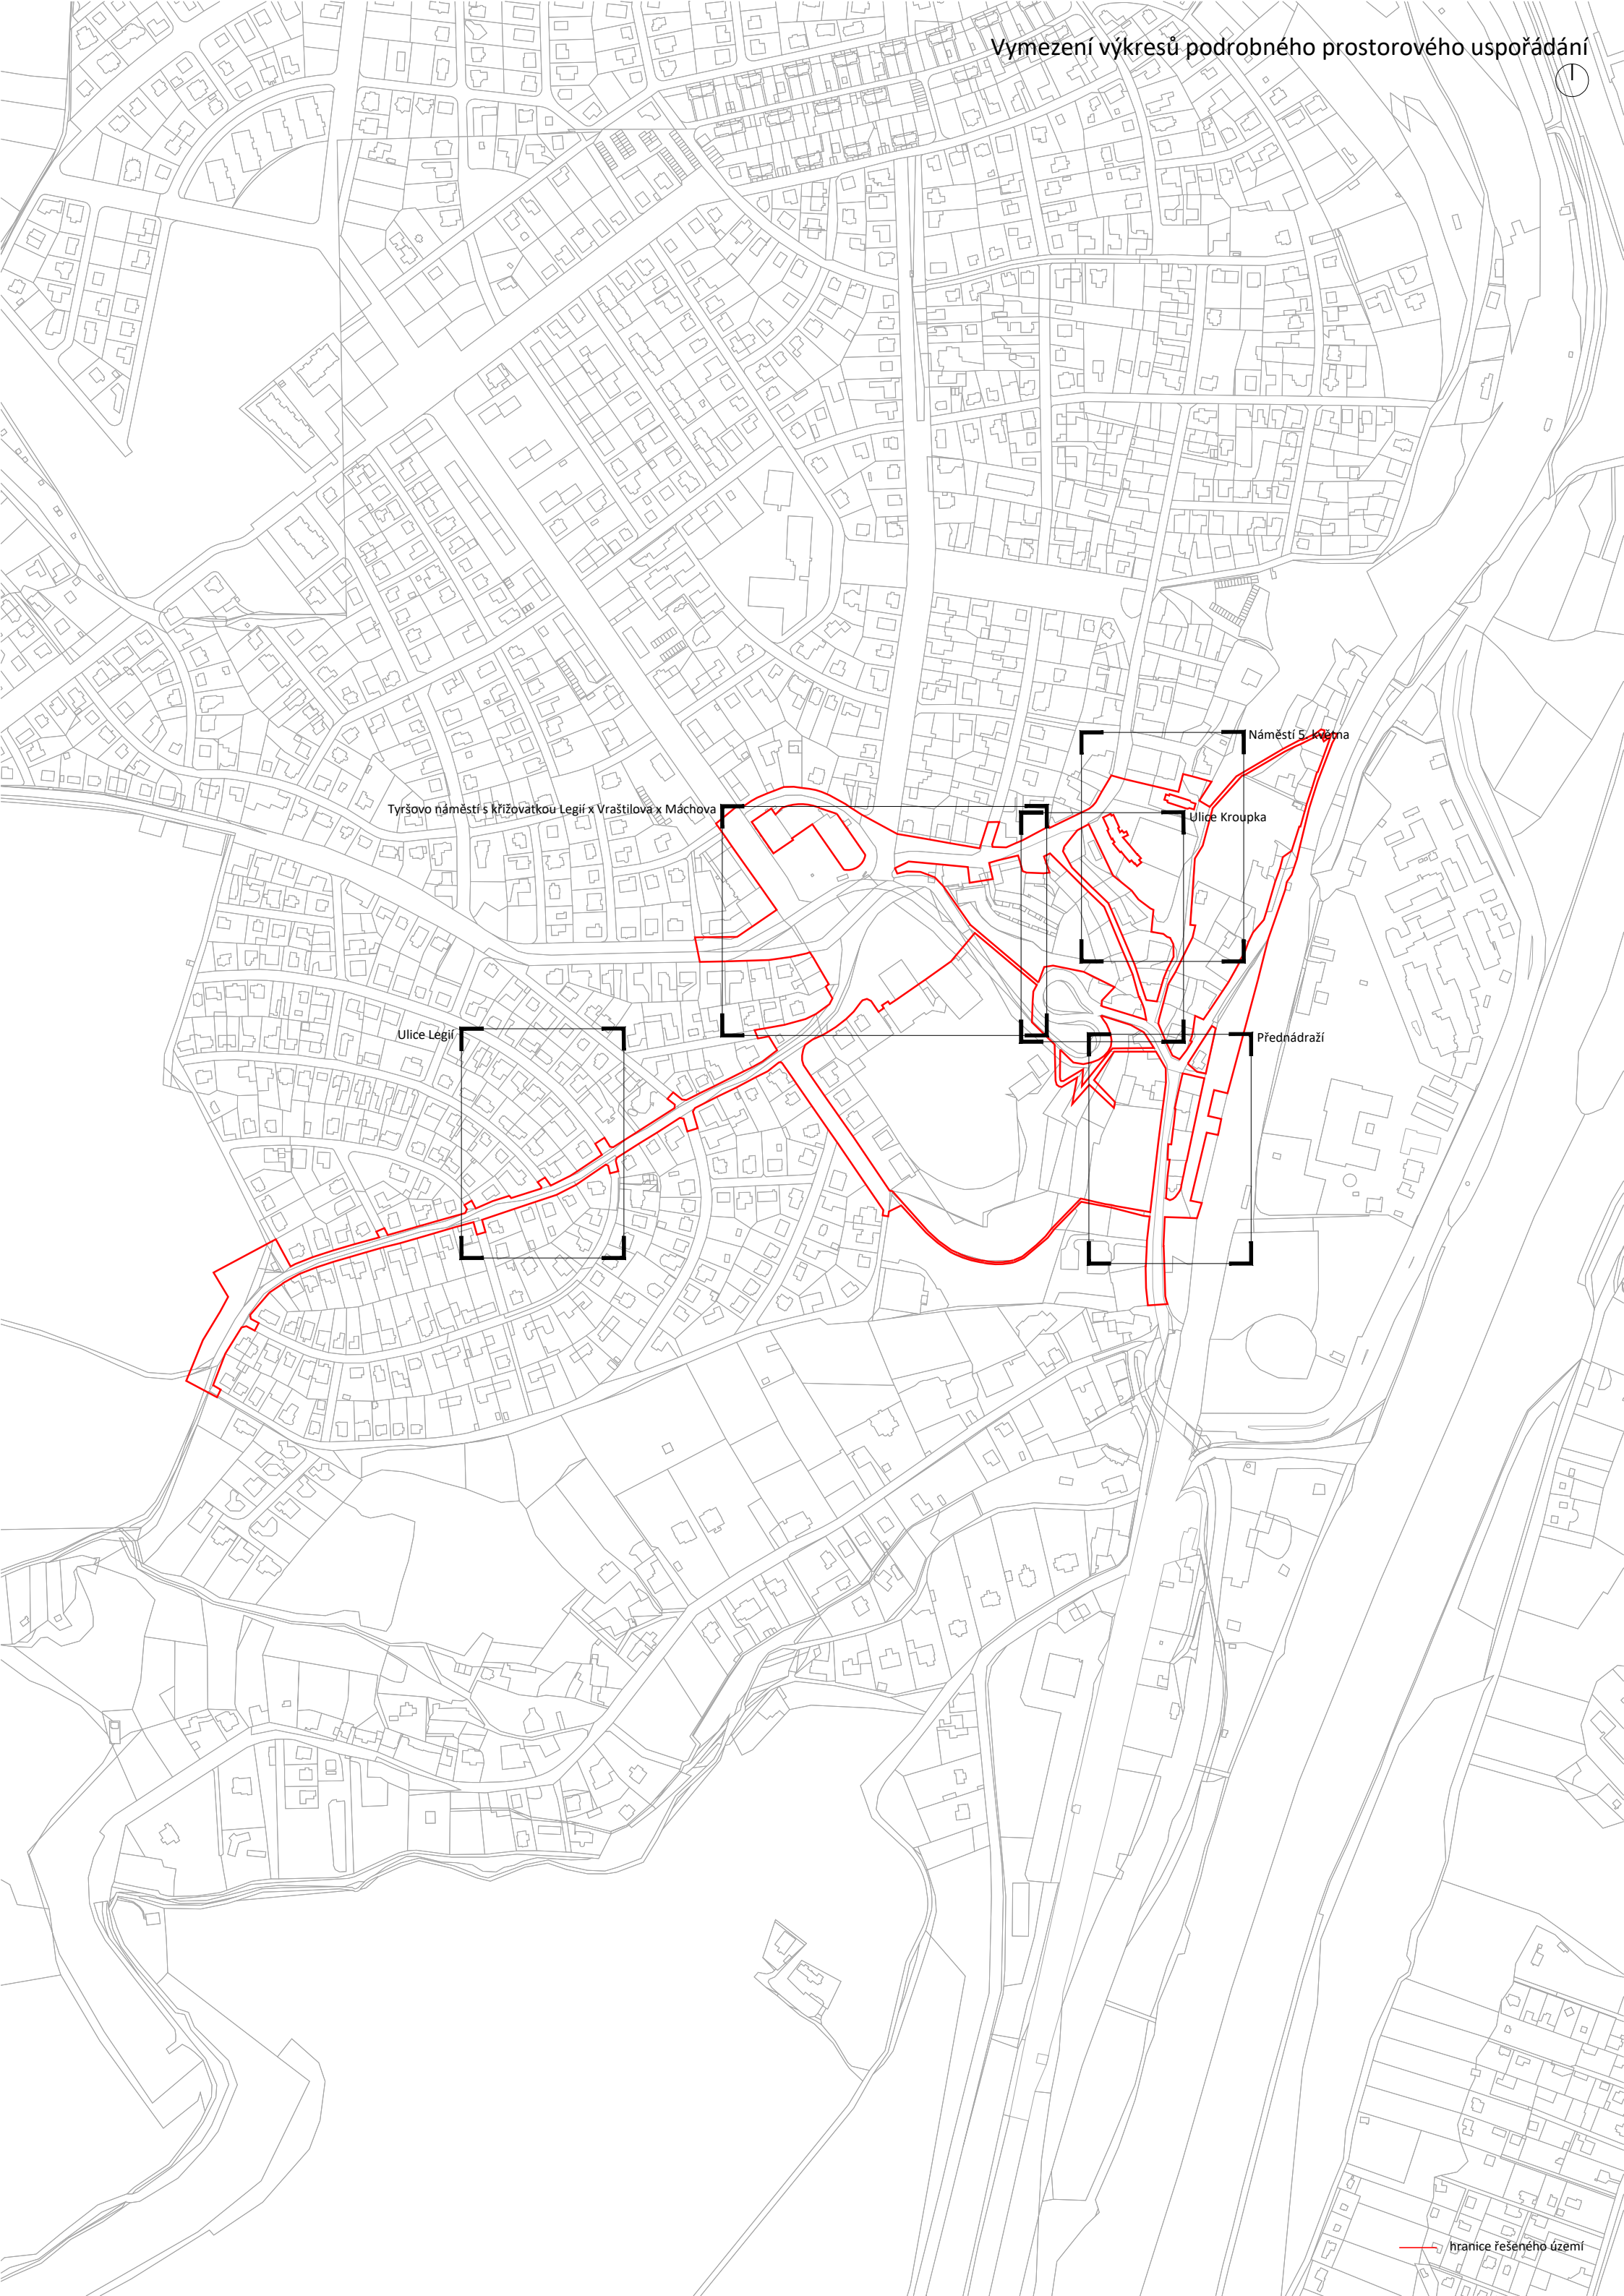 Vymezení výkresů podrobného prostorového uspořádání
Náměstí 5. května
Tyršovo náměstí s křižovatkou Legií x Vraštilova x Máchova
Ulice Kroupka
Ulice Legií
Přednádraží
hranice řešeného území